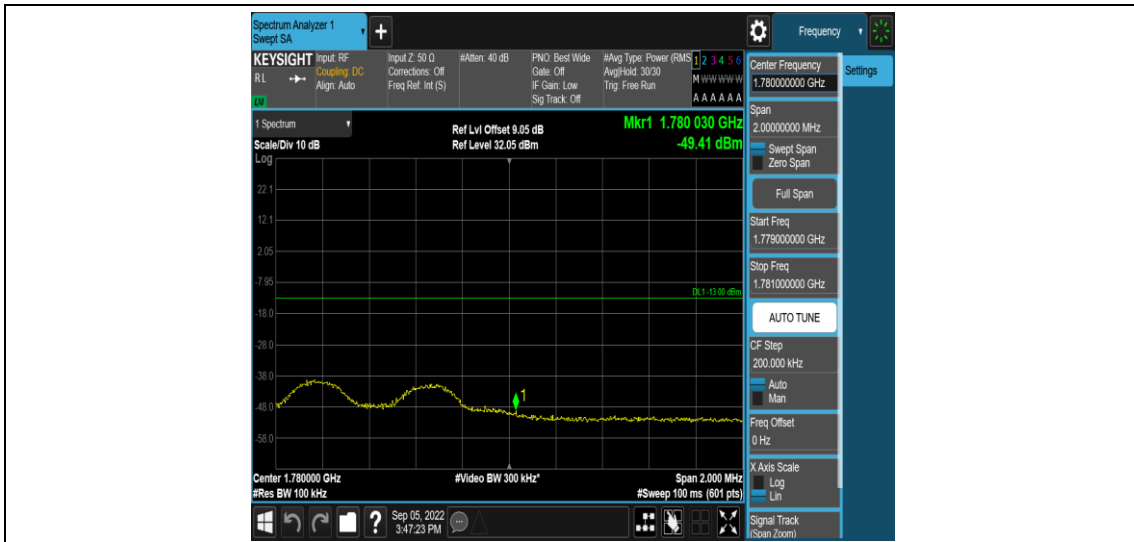 Spectrum Analyzer 1
Swept SA
+
Frequency
KEYSIGHT
RL
LXI
Input: RF
Coupling: DC
Align: Auto
Input Z: 50 Ω
Corrections: Off
Freq Ref: Int (S)
#Atten: 40 dB
PNO: Best Wide
Gate: Off
IF Gain: Low
Sig Track: Off
#Avg Type: Power (RMS
Avg|Hold: 30/30
Trig: Free Run
1 2 3 4 5 6
M W W W W W
A A A A A A
Center Frequency
1.780000000 GHz
Settings
Span
2.00000000 MHz
Swept Span
Zero Span
Full Span
Start Freq
1.779000000 GHz
Stop Freq
1.781000000 GHz
AUTO TUNE
CF Step
200.000 kHz
Auto
Man
Freq Offset
0 Hz
X Axis Scale
Log
Lin
Signal Track
(Span Zoom)
1 Spectrum
Scale/Div 10 dB
Ref Lvl Offset 9.05 dB
Ref Level 32.05 dBm
Mkr1 1.780 030 GHz
-49.41 dBm
Log
22.1
12.1
2.05
-7.95
DL1 -13.00 dBm
-18.0
-28.0
-38.0
1
-48.0
-58.0
Center 1.780000 GHz
#Res BW 100 kHz
#Video BW 300 kHz*
Span 2.000 MHz
#Sweep 100 ms (601 pts)
?
Sep 05, 2022
3:47:23 PM